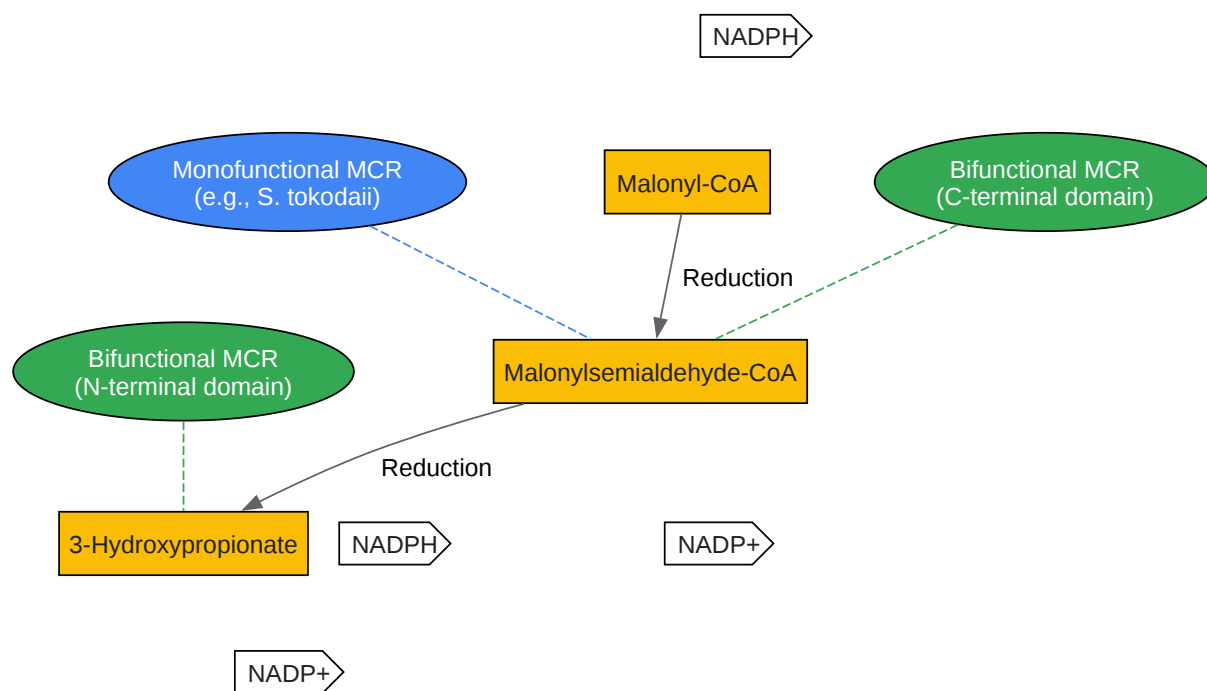 NADPH
Monofunctional MCR
(e.g., S. tokodaii)
Malonyl-CoA
Bifunctional MCR
(C-terminal domain)
Reduction
Bifunctional MCR
(N-terminal domain)
Malonylsemialdehyde-CoA
Reduction
3-Hydroxypropionate
NADPH
NADP+
NADP+